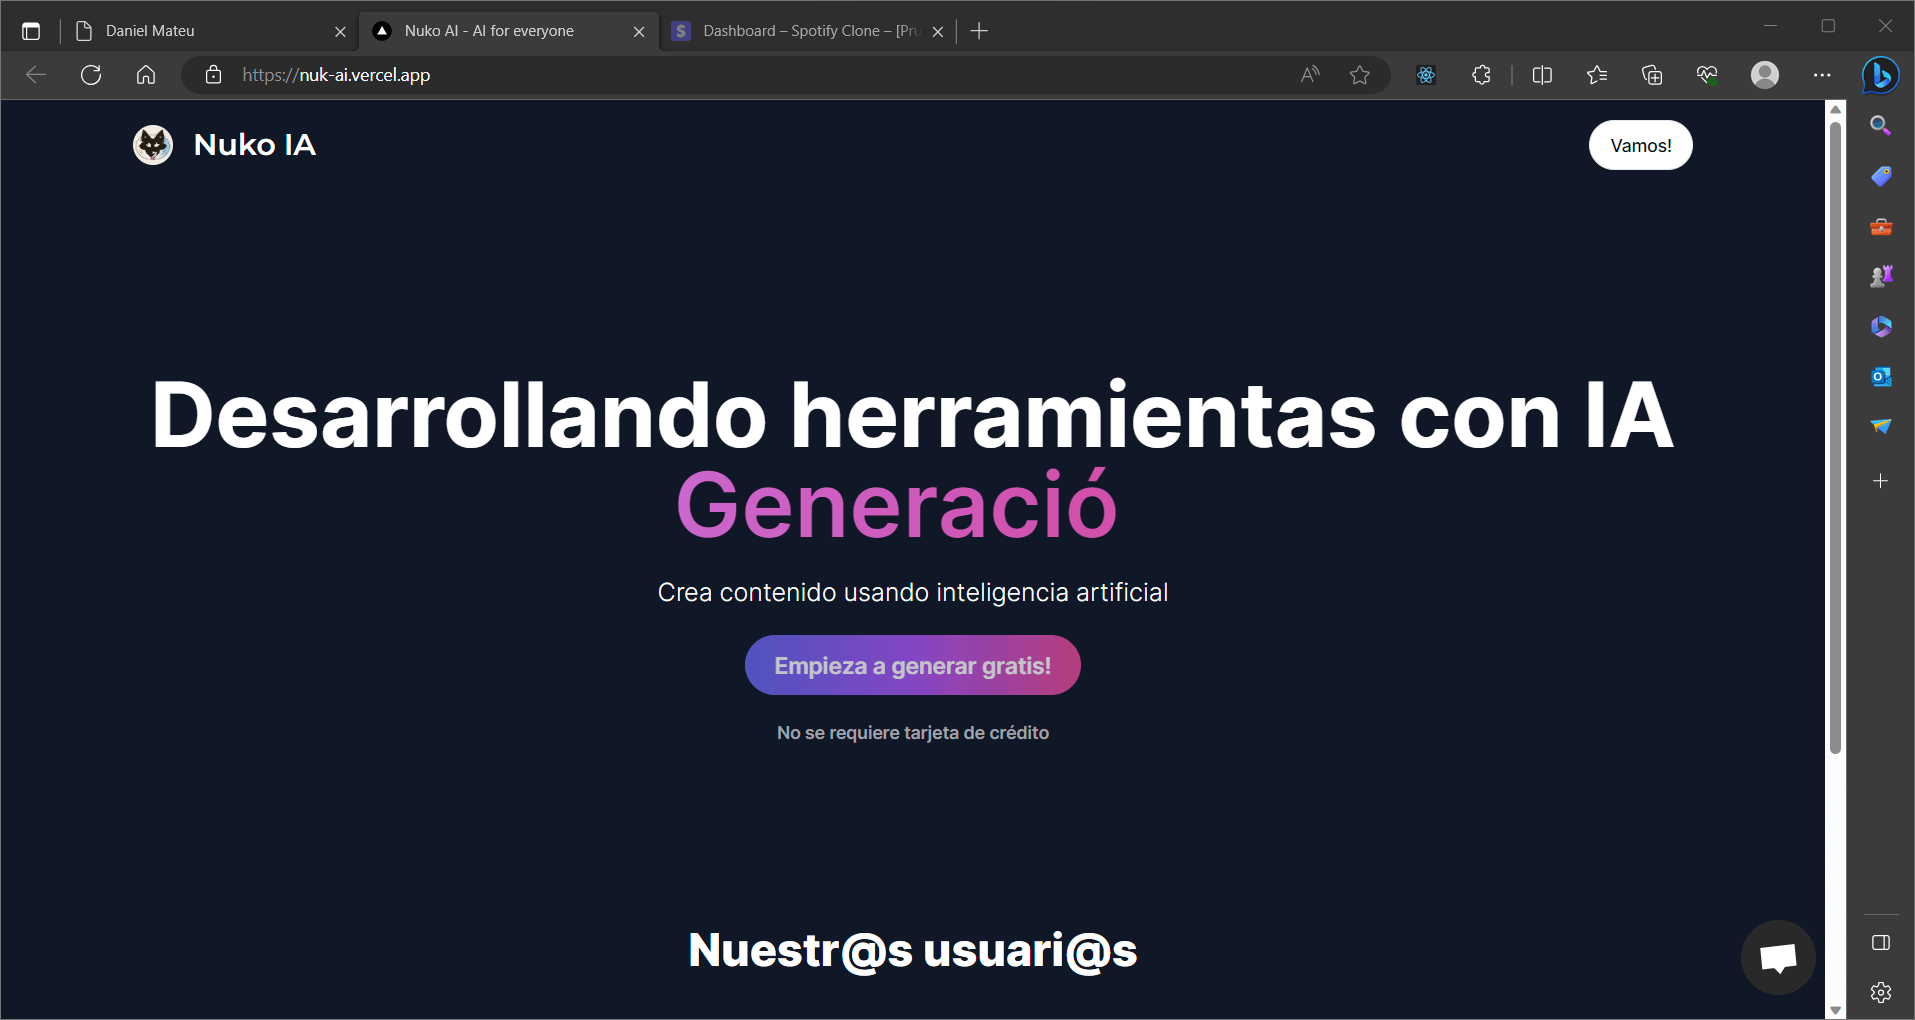 Daniel Mateu
Nuko AI - AI for everyone
Dashboard – Spotify Clone – [Pru
https://nuk-ai.vercel.app
Nuko IA
Vamos!
Desarrollando herramientas con IA
Generació
Crea contenido usando inteligencia artificial
Empieza a generar gratis!
No se requiere tarjeta de crédito
Nuestr@s usuari@s